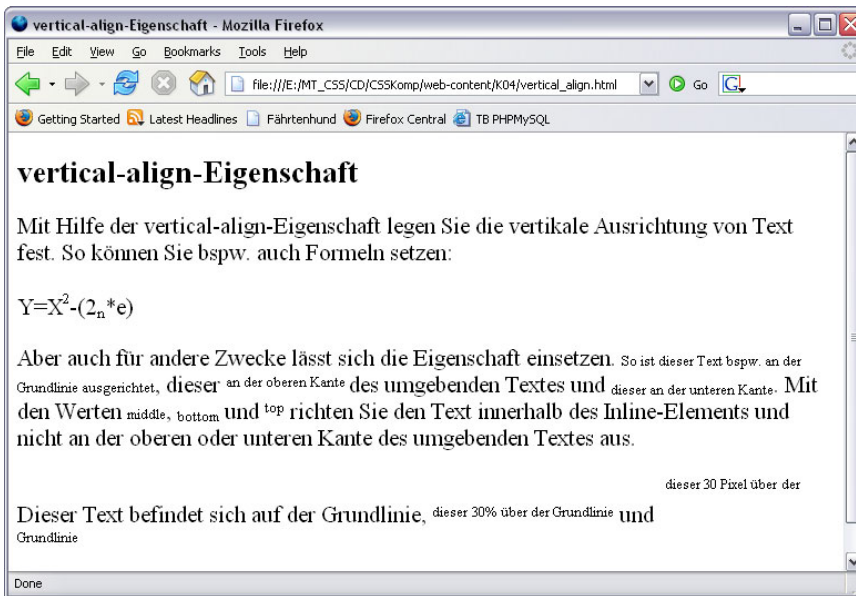 vertical-align-Eigenschaft - Mozilla Firefox
File Edit View Go Bookmarks Tools Help
file:///E:/MT_CSS/CD/CSSKomp/web-content/K04/vertical_align.html Go G
Getting Started Latest Headlines Fährtenhund Firefox Central TB PHPMySQL
vertical-align-Eigenschaft
Mit Hilfe der vertical-align-Eigenschaft legen Sie die vertikale Ausrichtung von Text
fest. So können Sie bspw. auch Formeln setzen:
Y=X²-(2ₙ*e)
Aber auch für andere Zwecke lässt sich die Eigenschaft einsetzen. So ist dieser Text bspw. an der
Grundlinie ausgerichtet, dieser an der oberen Kante des umgebenden Textes und dieser an der unteren Kante. Mit
den Werten middle, bottom und top richten Sie den Text innerhalb des Inline-Elements und
nicht an der oberen oder unteren Kante des umgebenden Textes aus.
dieser 30 Pixel über der
Dieser Text befindet sich auf der Grundlinie, dieser 30% über der Grundlinie und
Grundlinie
Done